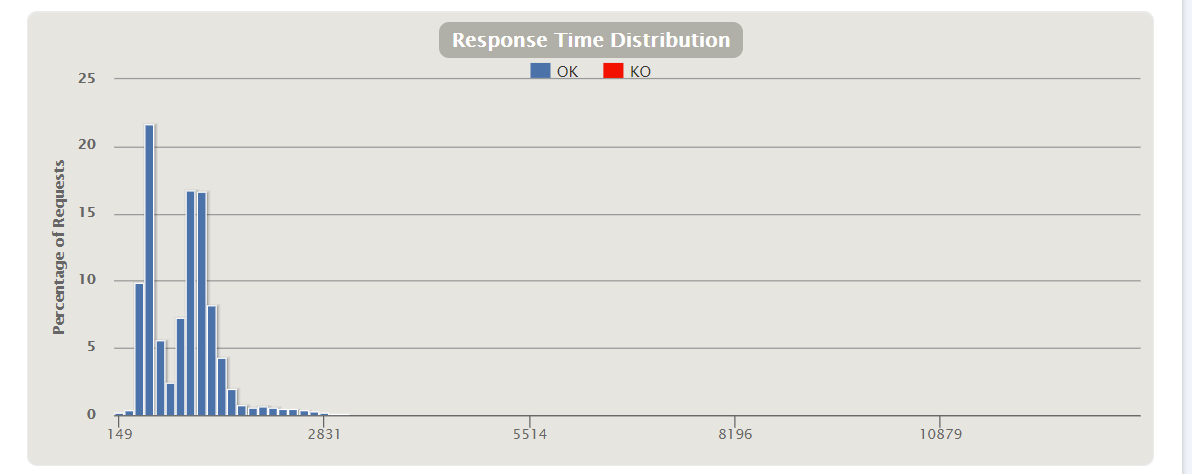 Response Time Distribution
OK KO
25
20
15
10
5
0
Percentage of Requests
149 2831 5514 8196 10879